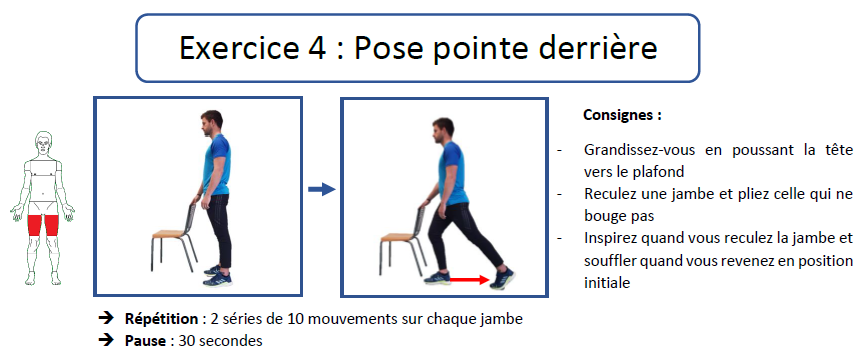 Exercice 4 : Pose pointe derrière
Consignes :
- Grandissez-vous en poussant la tête
vers le plafond
- Reculez une jambe et pliez celle qui ne
bouge pas
- Inspirez quand vous reculez la jambe et
souffler quand vous revenez en position
initiale
➔ Répétition : 2 séries de 10 mouvements sur chaque jambe
➔ Pause : 30 secondes